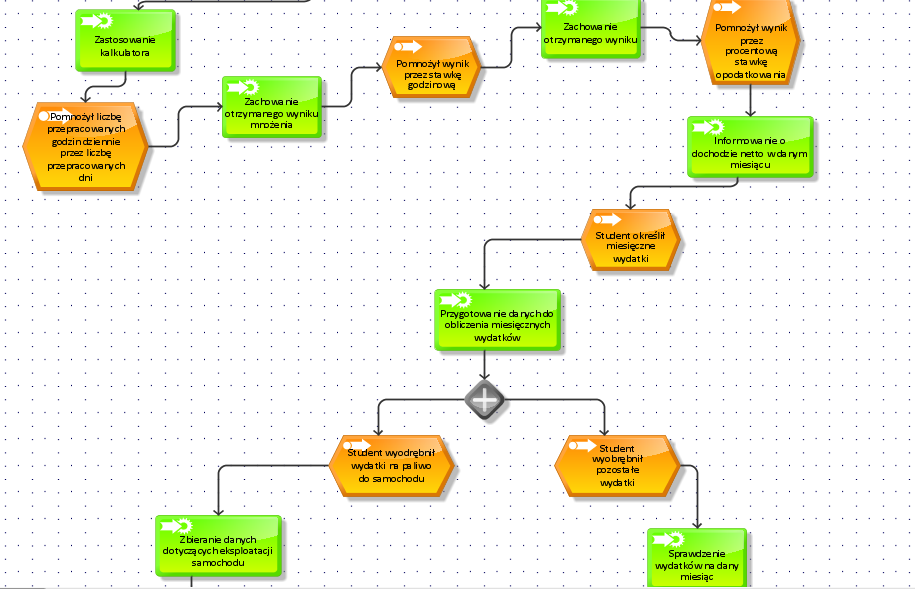 Zastosowanie
kalkulatora
Pomnożył liczbę
przepracowanych
godzin dziennie
przez liczbę
przepracowanych
dni
Zachowanie
otrzymanego wyniku
mnożenia
Pomnożył wynik
przez stawkę
godzinową
Zachowanie
otrzymanego wyniku
Pomnożył wynik
przez
procentową
stawkę
opodatkowania
Informowanie o
dochodzie netto w danym
miesiącu
Student określił
miesięczne
wydatki
Przygotowanie danych do
obliczenia miesięcznych
wydatków
Student wyodrębnił
wydatki na paliwo
do samochodu
Student
wyobrębnił
pozostałe
wydatki
Zbieranie danych
dotyczących eksploatacji
samochodu
Sprawdzenie
wydatków na dany
miesiąc